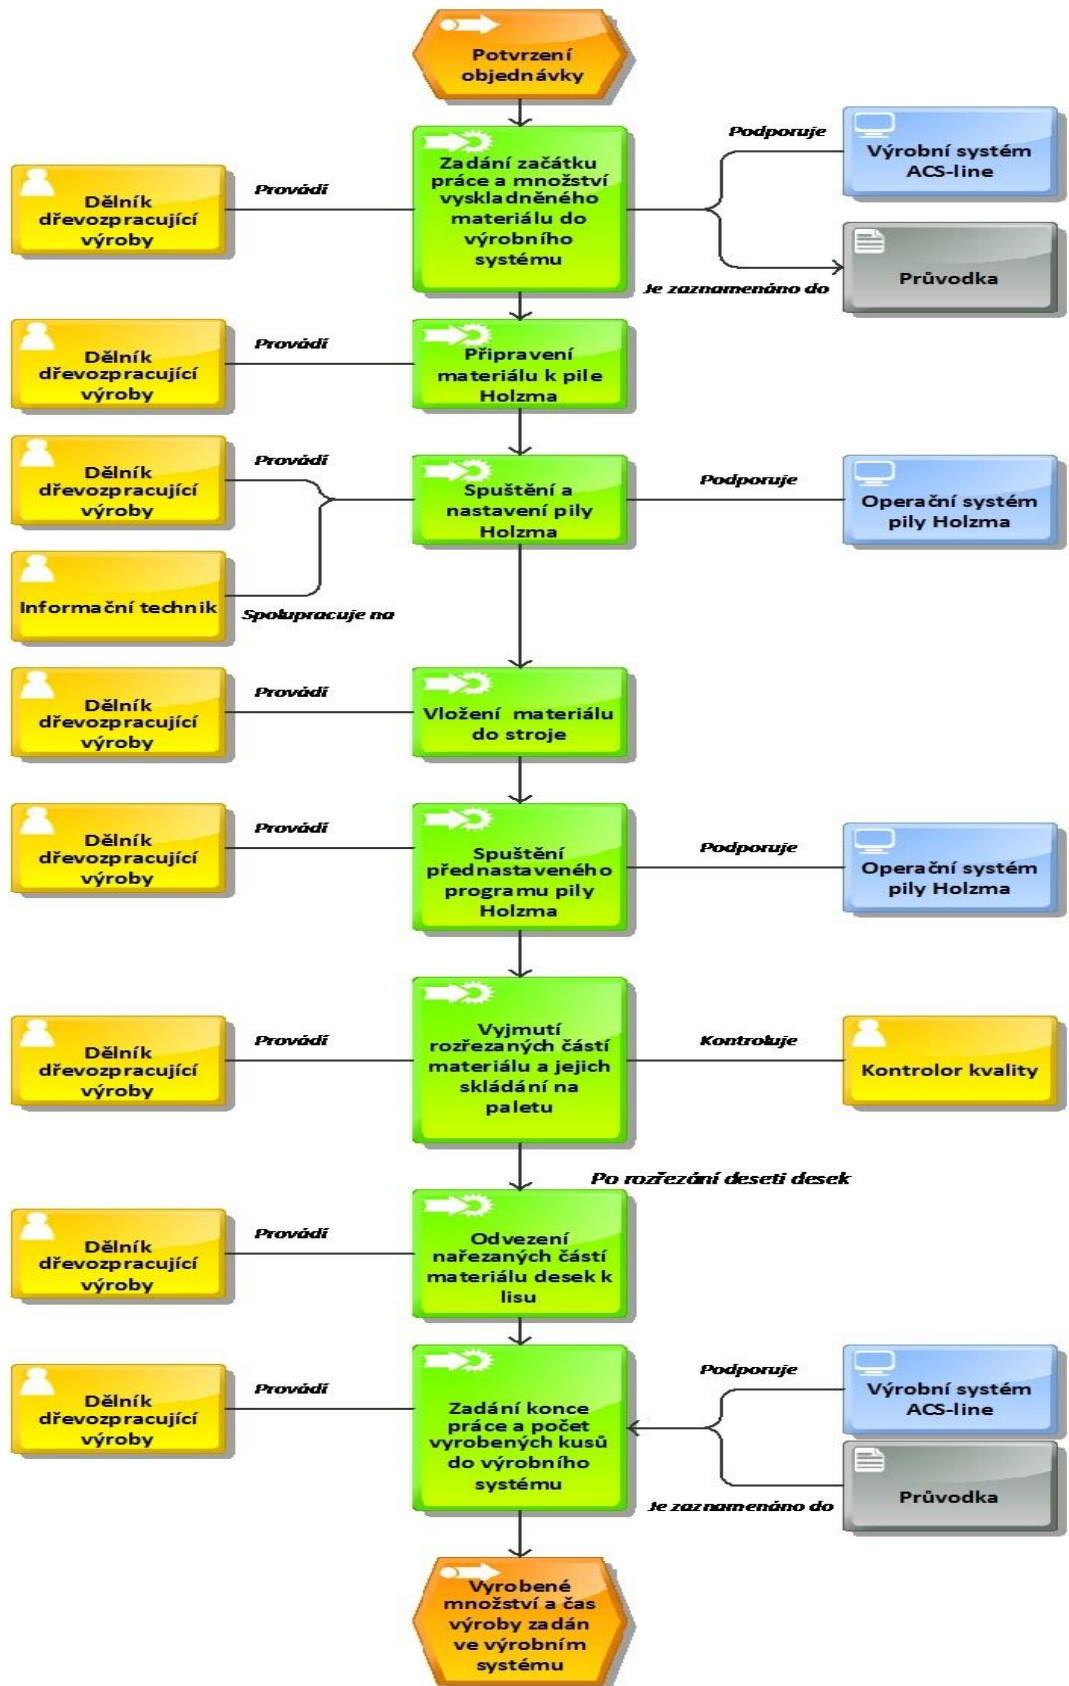 Potvrzení
objednávky
Podporuje
Výrobní systém
ACS-line
Zadání začátku
práce a množství
vyskladněného
materiálu do
výrobního
systému
Provádí
Dělník
dřevozpracující
výroby
Je zaznamenáno do
Průvodka
Provádí
Dělník
dřevozpracující
výroby
Připravení
materiálu k pile
Holzma
Provádí
Dělník
dřevozpracující
výroby
Spuštění a
nastavení pily
Holzma
Podporuje
Operační systém
pily Holzma
Informační technik
Spolupracuje na
Provádí
Dělník
dřevozpracující
výroby
Vložení materiálu
do stroje
Provádí
Dělník
dřevozpracující
výroby
Spuštění
přednastaveného
programu pily
Holzma
Podporuje
Operační systém
pily Holzma
Provádí
Dělník
dřevozpracující
výroby
Vyjmutí
rozřezaných částí
materiálu a jejich
skládání na
paletu
Kontroluje
Kontrolor kvality
Po rozřezání deseti desek
Provádí
Dělník
dřevozpracující
výroby
Odvezení
nařezaných částí
materiálu desek k
lisu
Provádí
Dělník
dřevozpracující
výroby
Zadání konce
práce a počet
vyrobených kusů
do výrobního
systému
Podporuje
Výrobní systém
ACS-line
Je zaznamenáno do
Průvodka
Vyrobené
množství a čas
výroby zadán
ve výrobním
systému